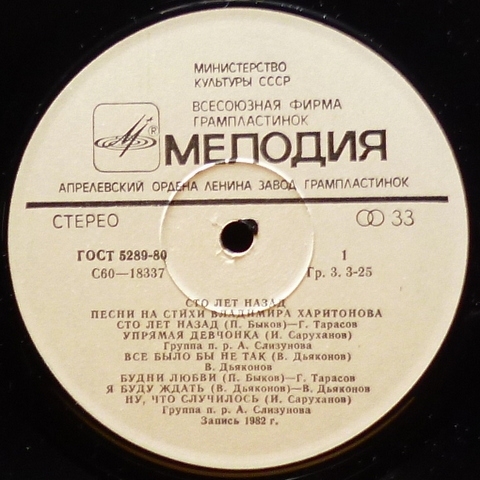 МИНИСТЕРСТВО
КУЛЬТУРЫ СССР
ВСЕСОЮЗНАЯ ФИРМА
ГРАМПЛАСТИНОК
® МЕЛОДИЯ
АПРЕЛЕВСКИЙ ОРДЕНА ЛЕНИНА ЗАВОД ГРАМПЛАСТИНОК
СТЕРЕО 33
ГОСТ 5289-80 1
С60—18337 Гр. 3. 3-25
СТО ЛЕТ НАЗАД
ПЕСНИ НА СТИХИ ВЛАДИМИРА ХАРИТОНОВА
СТО ЛЕТ НАЗАД (П. Быков)—Г. Тарасов
УПРЯМАЯ ДЕВЧОНКА (И. Саруханов)
Группа п. р. А. Слизунова
ВСЕ БЫЛО БЫ НЕ ТАК (В. Дьяконов)
В. Дьяконов
БУДНИ ЛЮБВИ (П. Быков)—Г. Тарасов
Я БУДУ ЖДАТЬ (В. Дьяконов)—В. Дьяконов
НУ, ЧТО СЛУЧИЛОСЬ (И. Саруханов)
Группа п. р. А. Слизунова
Запись 1982 г.